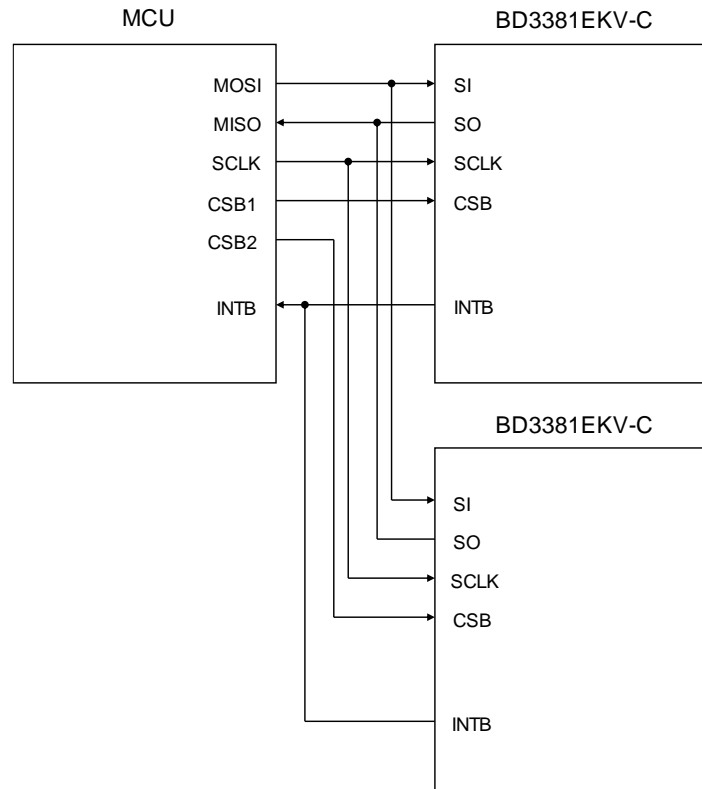 MCU
BD3381EKV-C
MOSI
SI
MISO
SO
SCLK
SCLK
CSB1
CSB
CSB2
INTB
INTB
BD3381EKV-C
SI
SO
SCLK
CSB
INTB